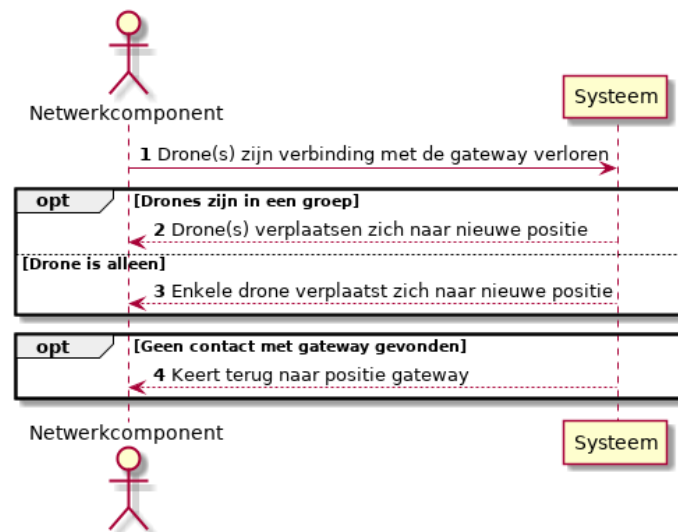 Netwerkcomponent
Systeem
1 Drone(s) zijn verbinding met de gateway verloren
opt [Drones zijn in een groep]
2 Drone(s) verplaatsen zich naar nieuwe positie
[Drone is alleen]
3 Enkele drone verplaatst zich naar nieuwe positie
opt [Geen contact met gateway gevonden]
4 Keert terug naar positie gateway
Netwerkcomponent
Systeem